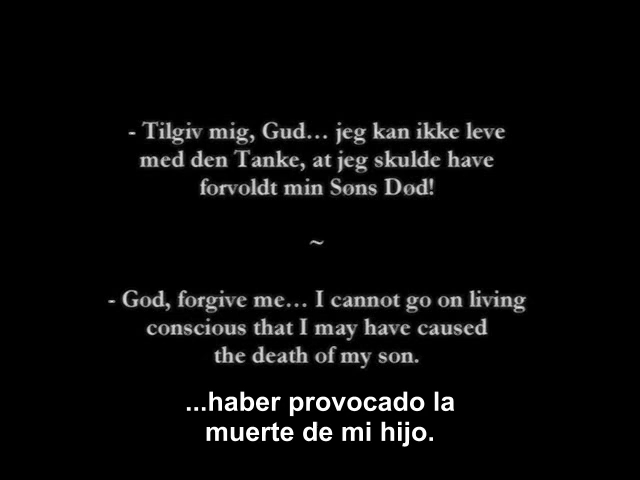 - Tilgiv mig, Gud... jeg kan ikke leve
med den Tanke, at jeg skulde have
forvoldt min Søns Død!
~
- God, forgive me... I cannot go on living
conscious that I may have caused
the death of my son.
...haber provocado la
muerte de mi hijo.